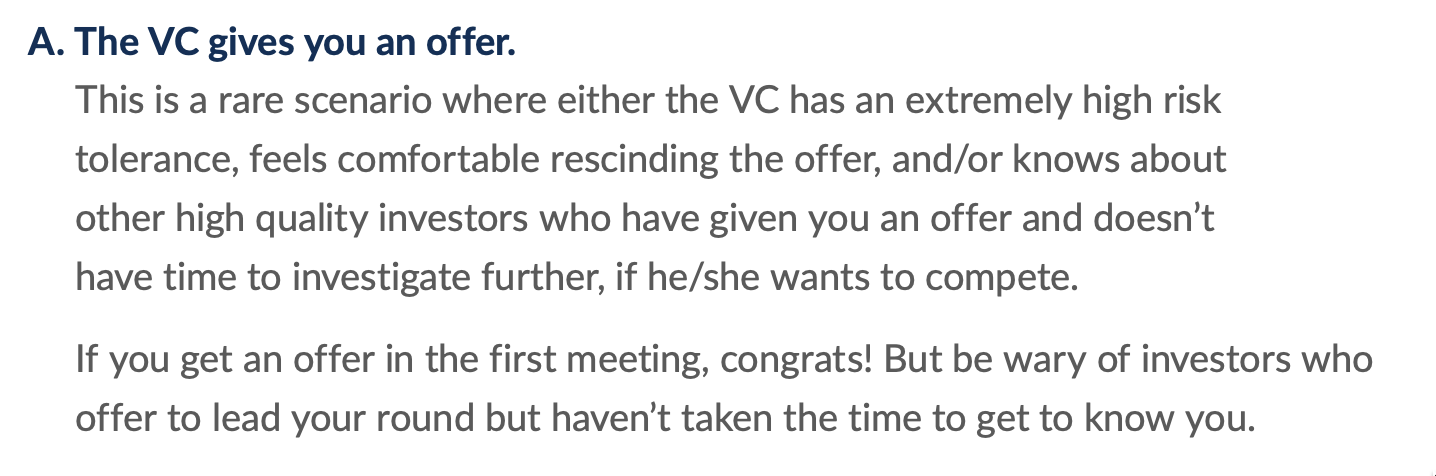 A. The VC gives you an offer.
This is a rare scenario where either the VC has an extremely high risk
tolerance, feels comfortable rescinding the offer, and/or knows about
other high quality investors who have given you an offer and doesn’t
have time to investigate further, if he/she wants to compete.
If you get an offer in the first meeting, congrats! But be wary of investors who
offer to lead your round but haven’t taken the time to get to know you.